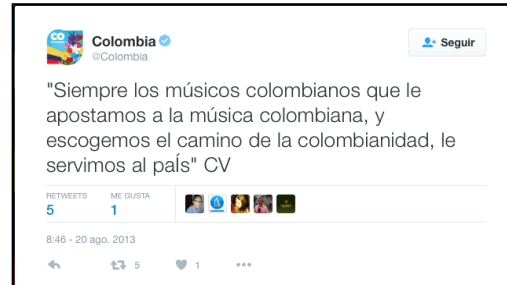 CO
Colombia
@Colombia
Seguir
"Siempre los músicos colombianos que le
apostamos a la música colombiana, y
escogemos el camino de la colombianidad, le
servimos al paÍs" CV
RETWEETS ME GUSTA
5 1
8:46 - 20 ago. 2013
5 1